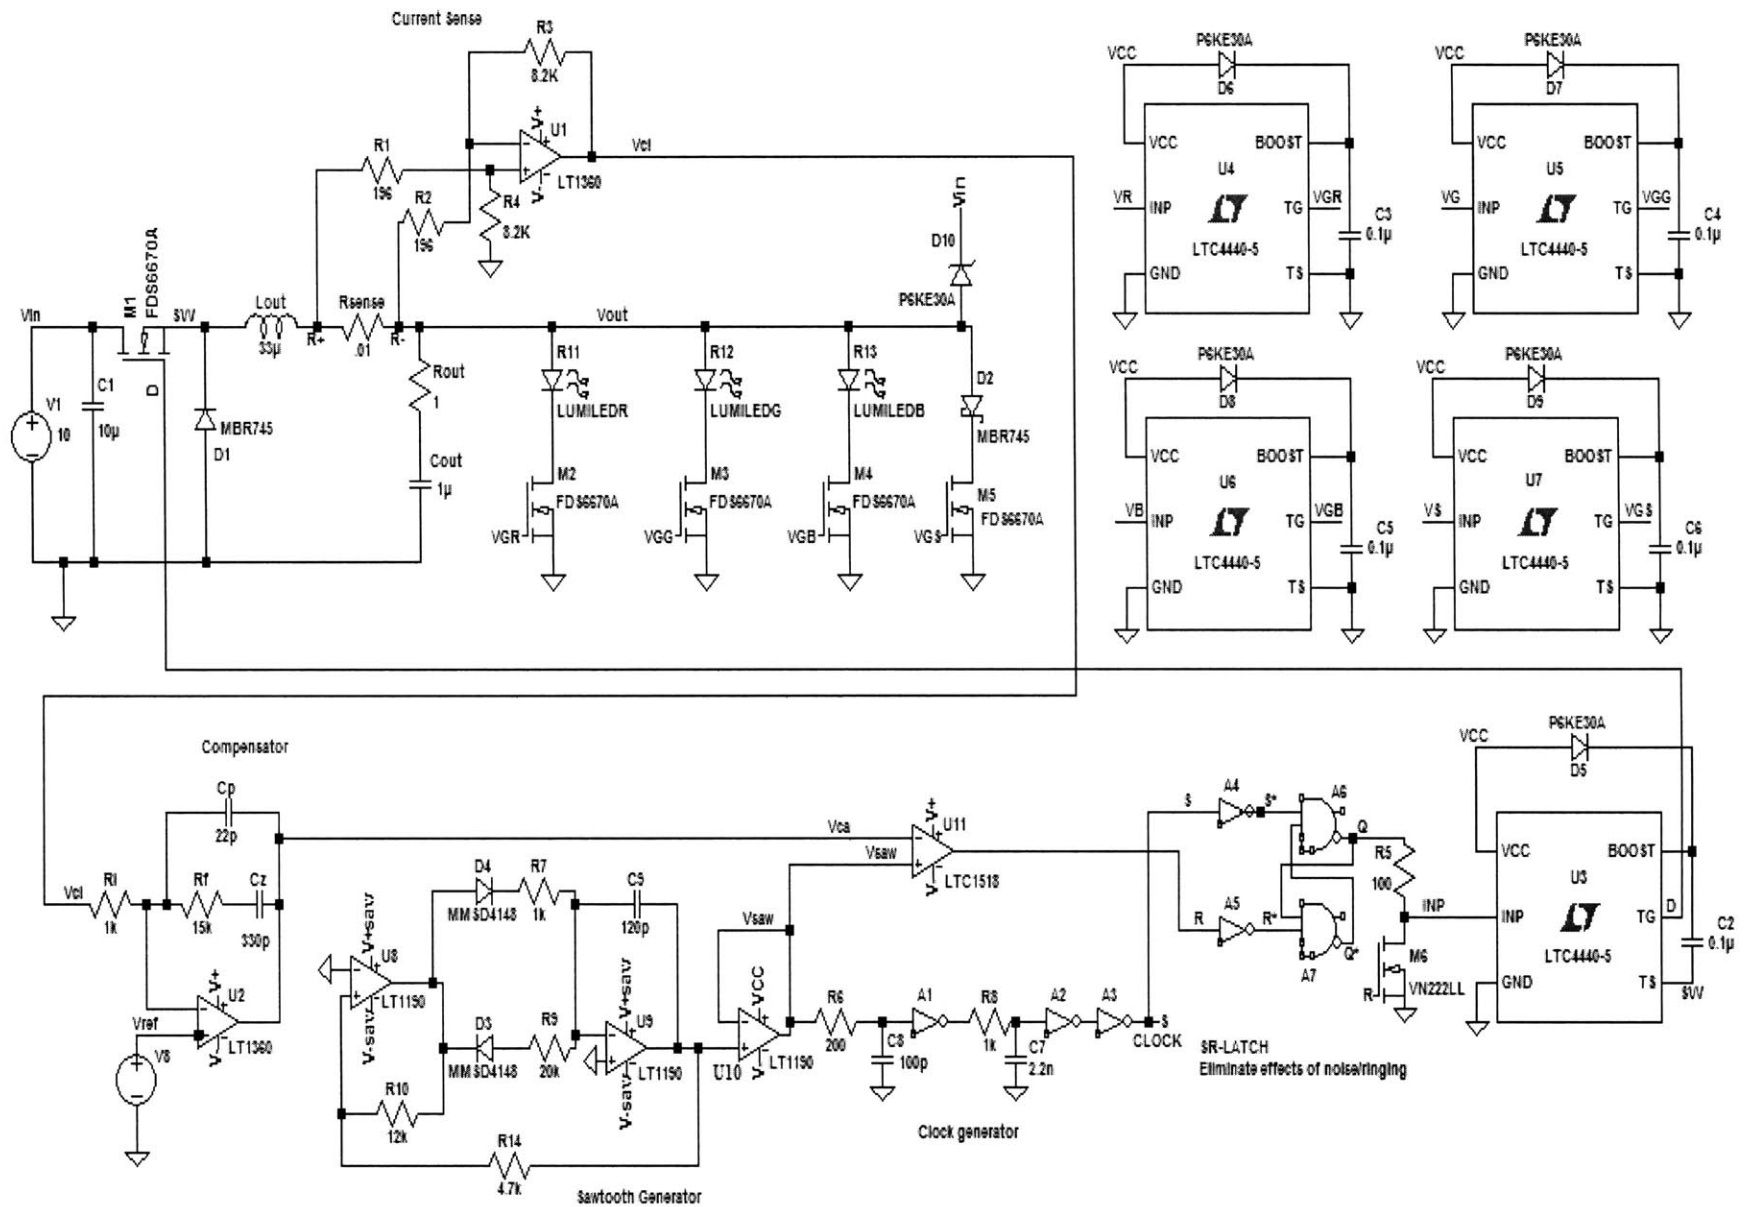 Current Sense
R3
8.2K
V+
U1
Vci
R1
196
R2
196
R4
8.2K
V-
LT1360
Vin
D10
P6KE30A
M1
FDS6670A
Vin
SW
Lout
33µ
R+
Rsense
.01
R-
Vout
V1
10
C1
10µ
D
MBR745
D1
Rout
1
Cout
1µ
R11
LUMILEDR
R12
LUMILEDG
R13
LUMILEDB
D2
MBR745
M2
FDS6670A
VGR
M3
FDS6670A
VGG
M4
FDS6670A
VGB
M5
FDS6670A
VGS
P6KE30A
VCC
D6
VCC
BOOST
U4
VR
INP
TG
VGR
LTC4440-5
C3
0.1µ
GND
TS
P6KE30A
VCC
D7
VCC
BOOST
U5
VG
INP
TG
VGG
LTC4440-5
C4
0.1µ
GND
TS
P6KE30A
VCC
D8
VCC
BOOST
U6
VB
INP
TG
VGB
LTC4440-5
C5
0.1µ
GND
TS
P6KE30A
VCC
D9
VCC
BOOST
U7
VS
INP
TG
VGS
LTC4440-5
C6
0.1µ
GND
TS
Compensator
Cp
22p
Vci
Ri
1k
Rf
15k
Cz
330p
V+
U2
Vref
LT1360
V-
V8
D4
MMSD4148
R7
1k
C9
120p
V+saw
U8
LT1190
V-saw
D3
MMSD4148
R9
20k
V+saw
U9
LT1190
V-saw
R10
12k
R14
4.7k
Sawtooth Generator
Vca
Vsaw
V+
U11
V-
LTC1518
Vsaw
VCC
U10
V-
LT1190
R6
200
C8
100p
A1
R8
1k
C7
2.2n
A2
A3
S
CLOCK
Clock generator
S
A4
S*
A6
Q
R
A5
R*
A7
Q*
R5
100
INP
M6
VN222LL
R
SR-LATCH
Eliminate effects of noise/ringing
P6KE30A
VCC
D5
VCC
BOOST
U3
INP
TG
D
LTC4440-5
C2
0.1µ
GND
TS
SW